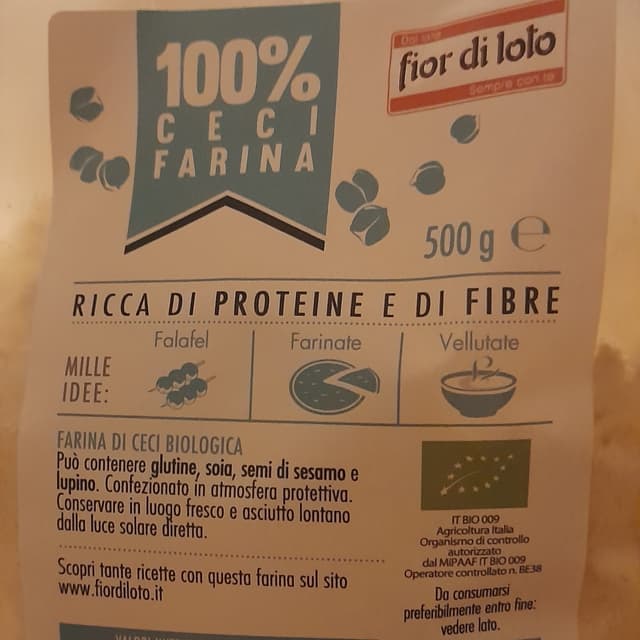 100%
CECI
FARINA
fior di loto
Sempre con te
500 g e
RICCA DI PROTEINE E DI FIBRE
MILLE
IDEE:
Falafel
Farinate
Vellutate
FARINA DI CECI BIOLOGICA
Può contenere glutine, soia, semi di sesamo e
lupino. Confezionato in atmosfera protettiva.
Conservare in luogo fresco e asciutto lontano
dalla luce solare diretta.
Scopri tante ricette con questa farina sul sito
www.fiordiloto.it
IT BIO 009
Agricoltura Italia
Organismo di controllo
autorizzato
dal MIPAAF IT BIO 009
Operatore controllato n. BE38
Da consumarsi
preferibilmente entro fine:
vedere lato.